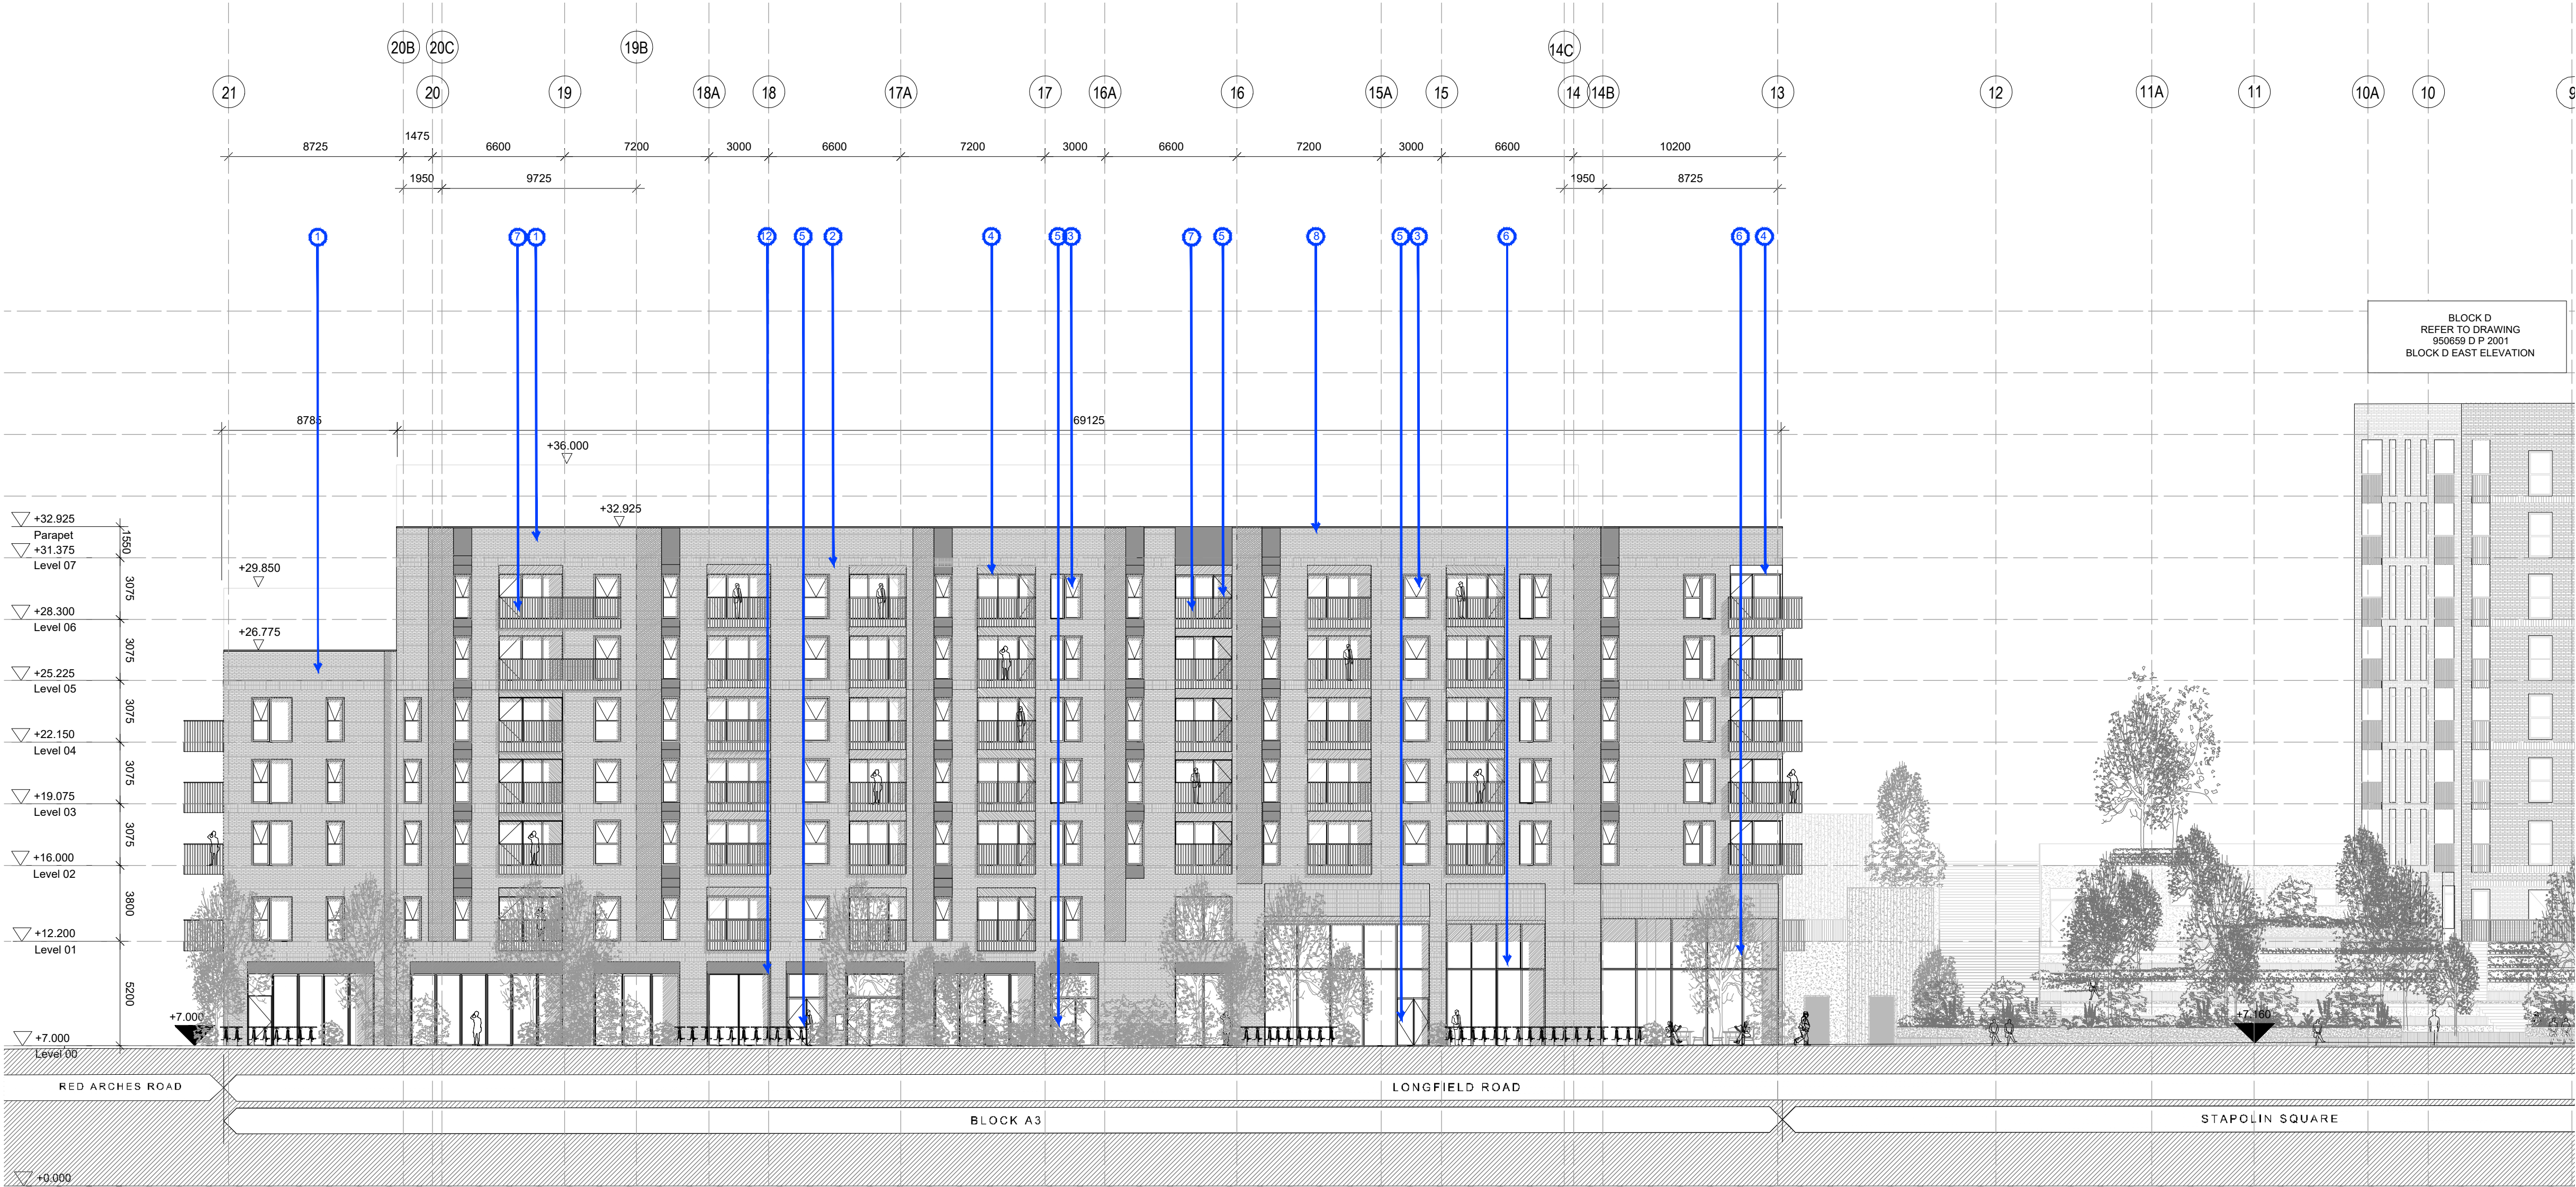 20B 20C 19B 14C
21 20 19 18A 18 17A 17 16A 16 15A 15 14 14B 13 12 11A 11 10A 10 9
1475
8725 6600 7200 3000 6600 7200 3000 6600 7200 3000 6600 10200
1950 9725 1950 8725
1 7 1 12 5 2 4 5 3 7 5 8 5 3 6 6 4
BLOCK D
REFER TO DRAWING
950659 D P 2001
BLOCK D EAST ELEVATION
8785 69125
+36.000
+32.925
+32.925
Parapet
1550
+31.375
Level 07
+29.850
3075
+28.300
Level 06
+26.775
3075
+25.225
Level 05
3075
+22.150
Level 04
3075
+19.075
Level 03
3075
+16.000
Level 02
3800
+12.200
Level 01
5200
+7.000
+7.160
+7.000
Level 00
RED ARCHES ROAD LONGFIELD ROAD
BLOCK A3 STAPOLIN SQUARE
+0.000